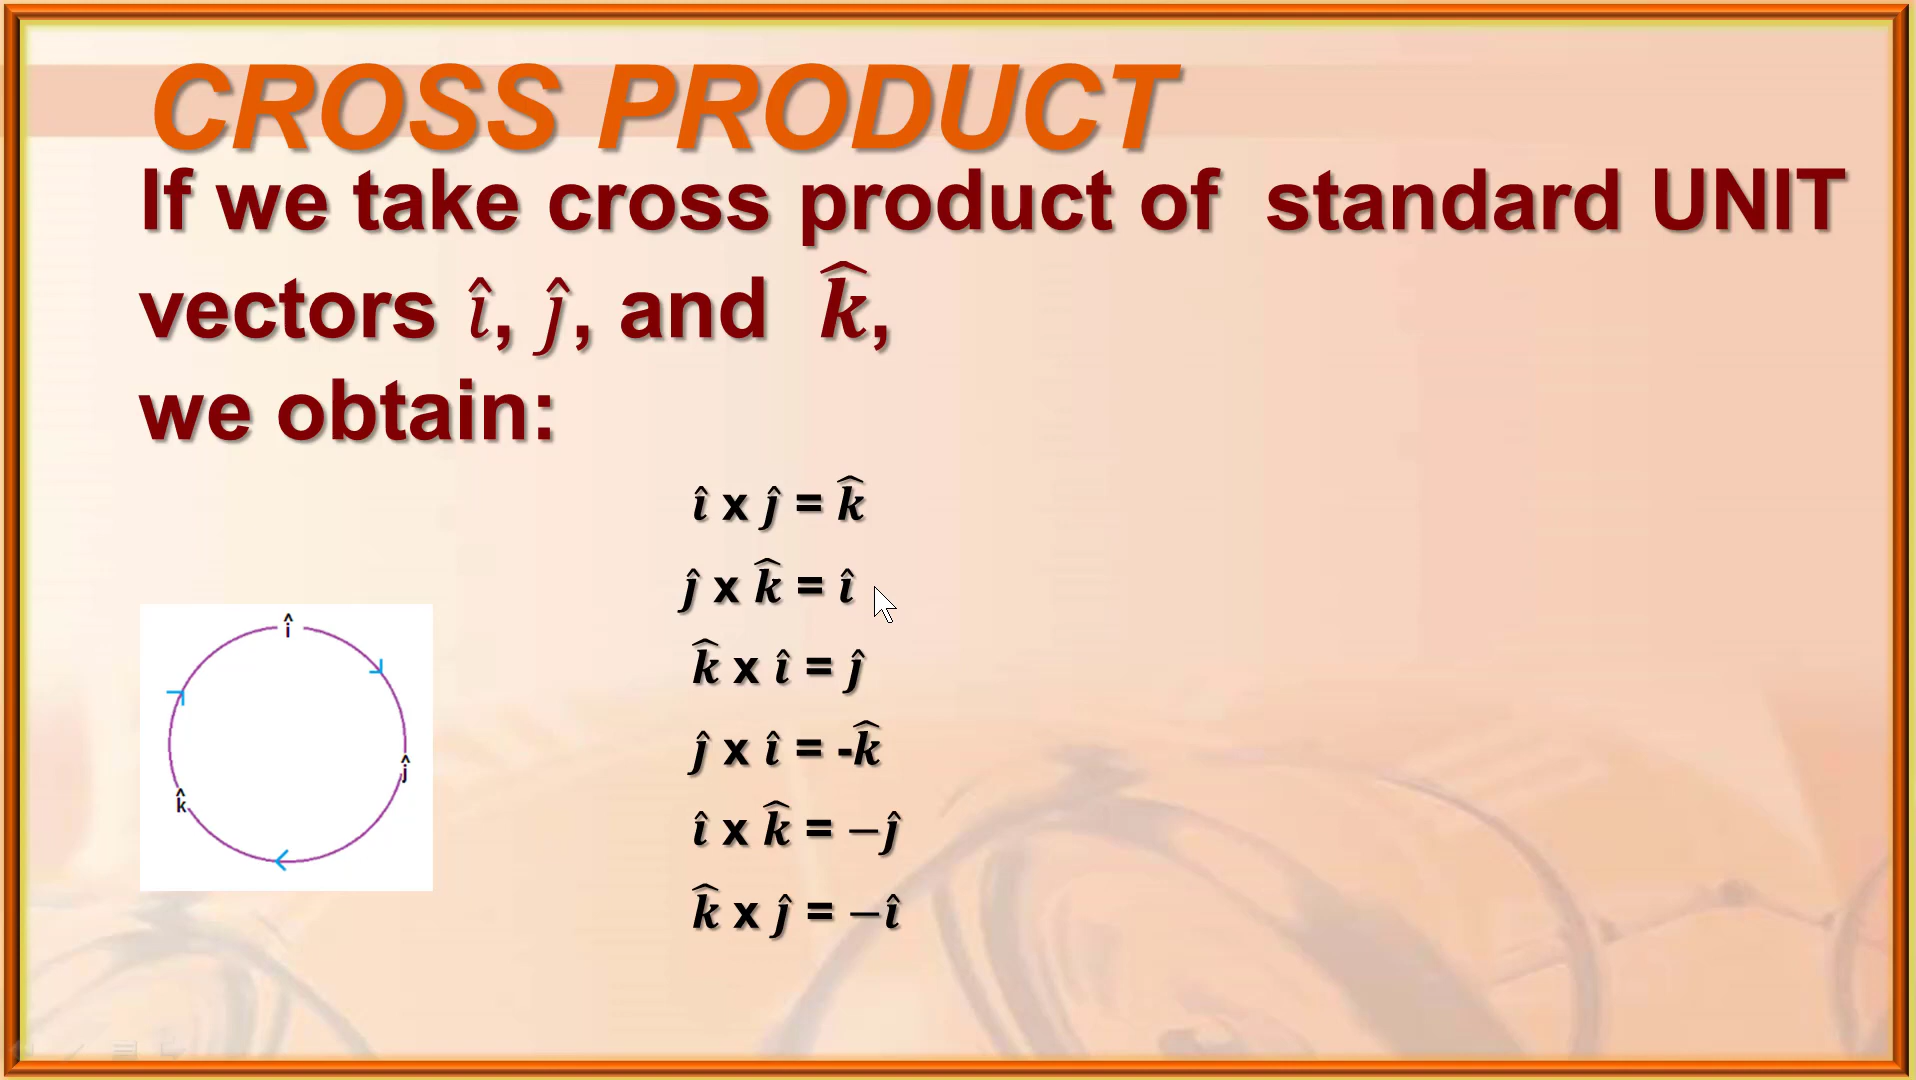 CROSS PRODUCT
If we take cross product of standard UNIT
vectors î, ĵ, and k̂,
we obtain:
î x ĵ = k̂
ĵ x k̂ = î
k̂ x î = ĵ
ĵ x î = -k̂
î x k̂ = −ĵ
k̂ x ĵ = −î
î
ĵ
k̂